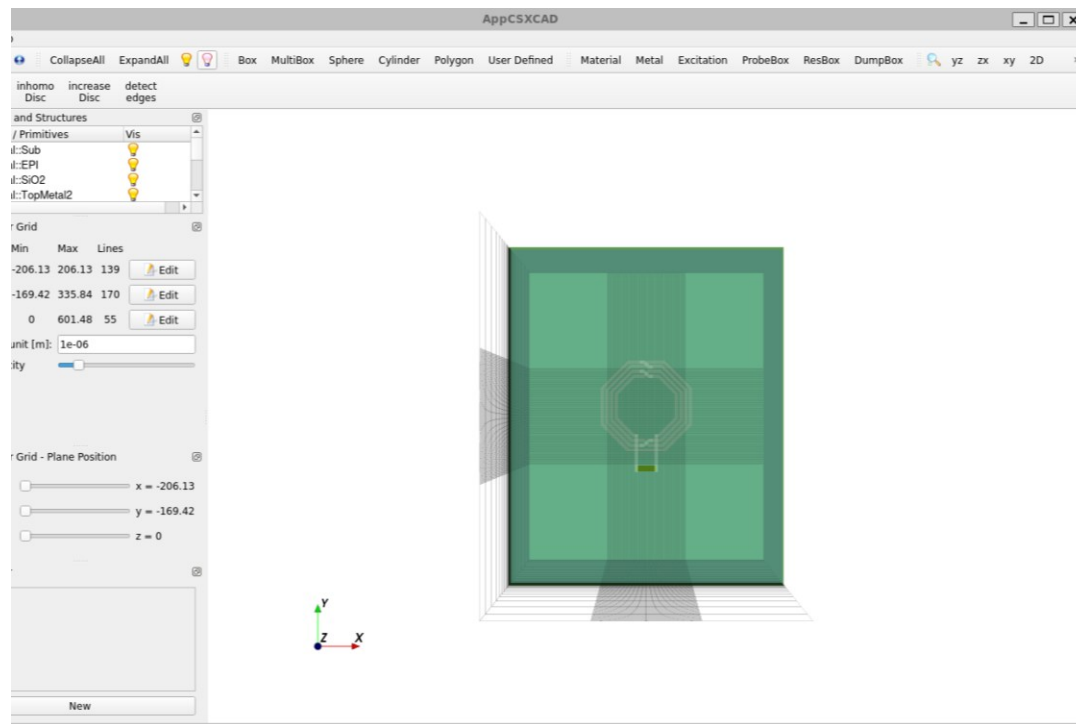 AppCSXCAD
CollapseAll ExpandAll Box MultiBox Sphere Cylinder Polygon User Defined Material Metal Excitation ProbeBox ResBox DumpBox yz zx xy 2D
inhomo increase detect
Disc Disc edges
and Structures
/ Primitives Vis
l::Sub
l::EPI
l::SiO2
l::TopMetal2
r Grid
Min Max Lines
-206.13 206.13 139 Edit
-169.42 335.84 170 Edit
0 601.48 55 Edit
unit [m]: 1e-06
ity
r Grid - Plane Position
x = -206.13
y = -169.42
z = 0
Y
Z X
New